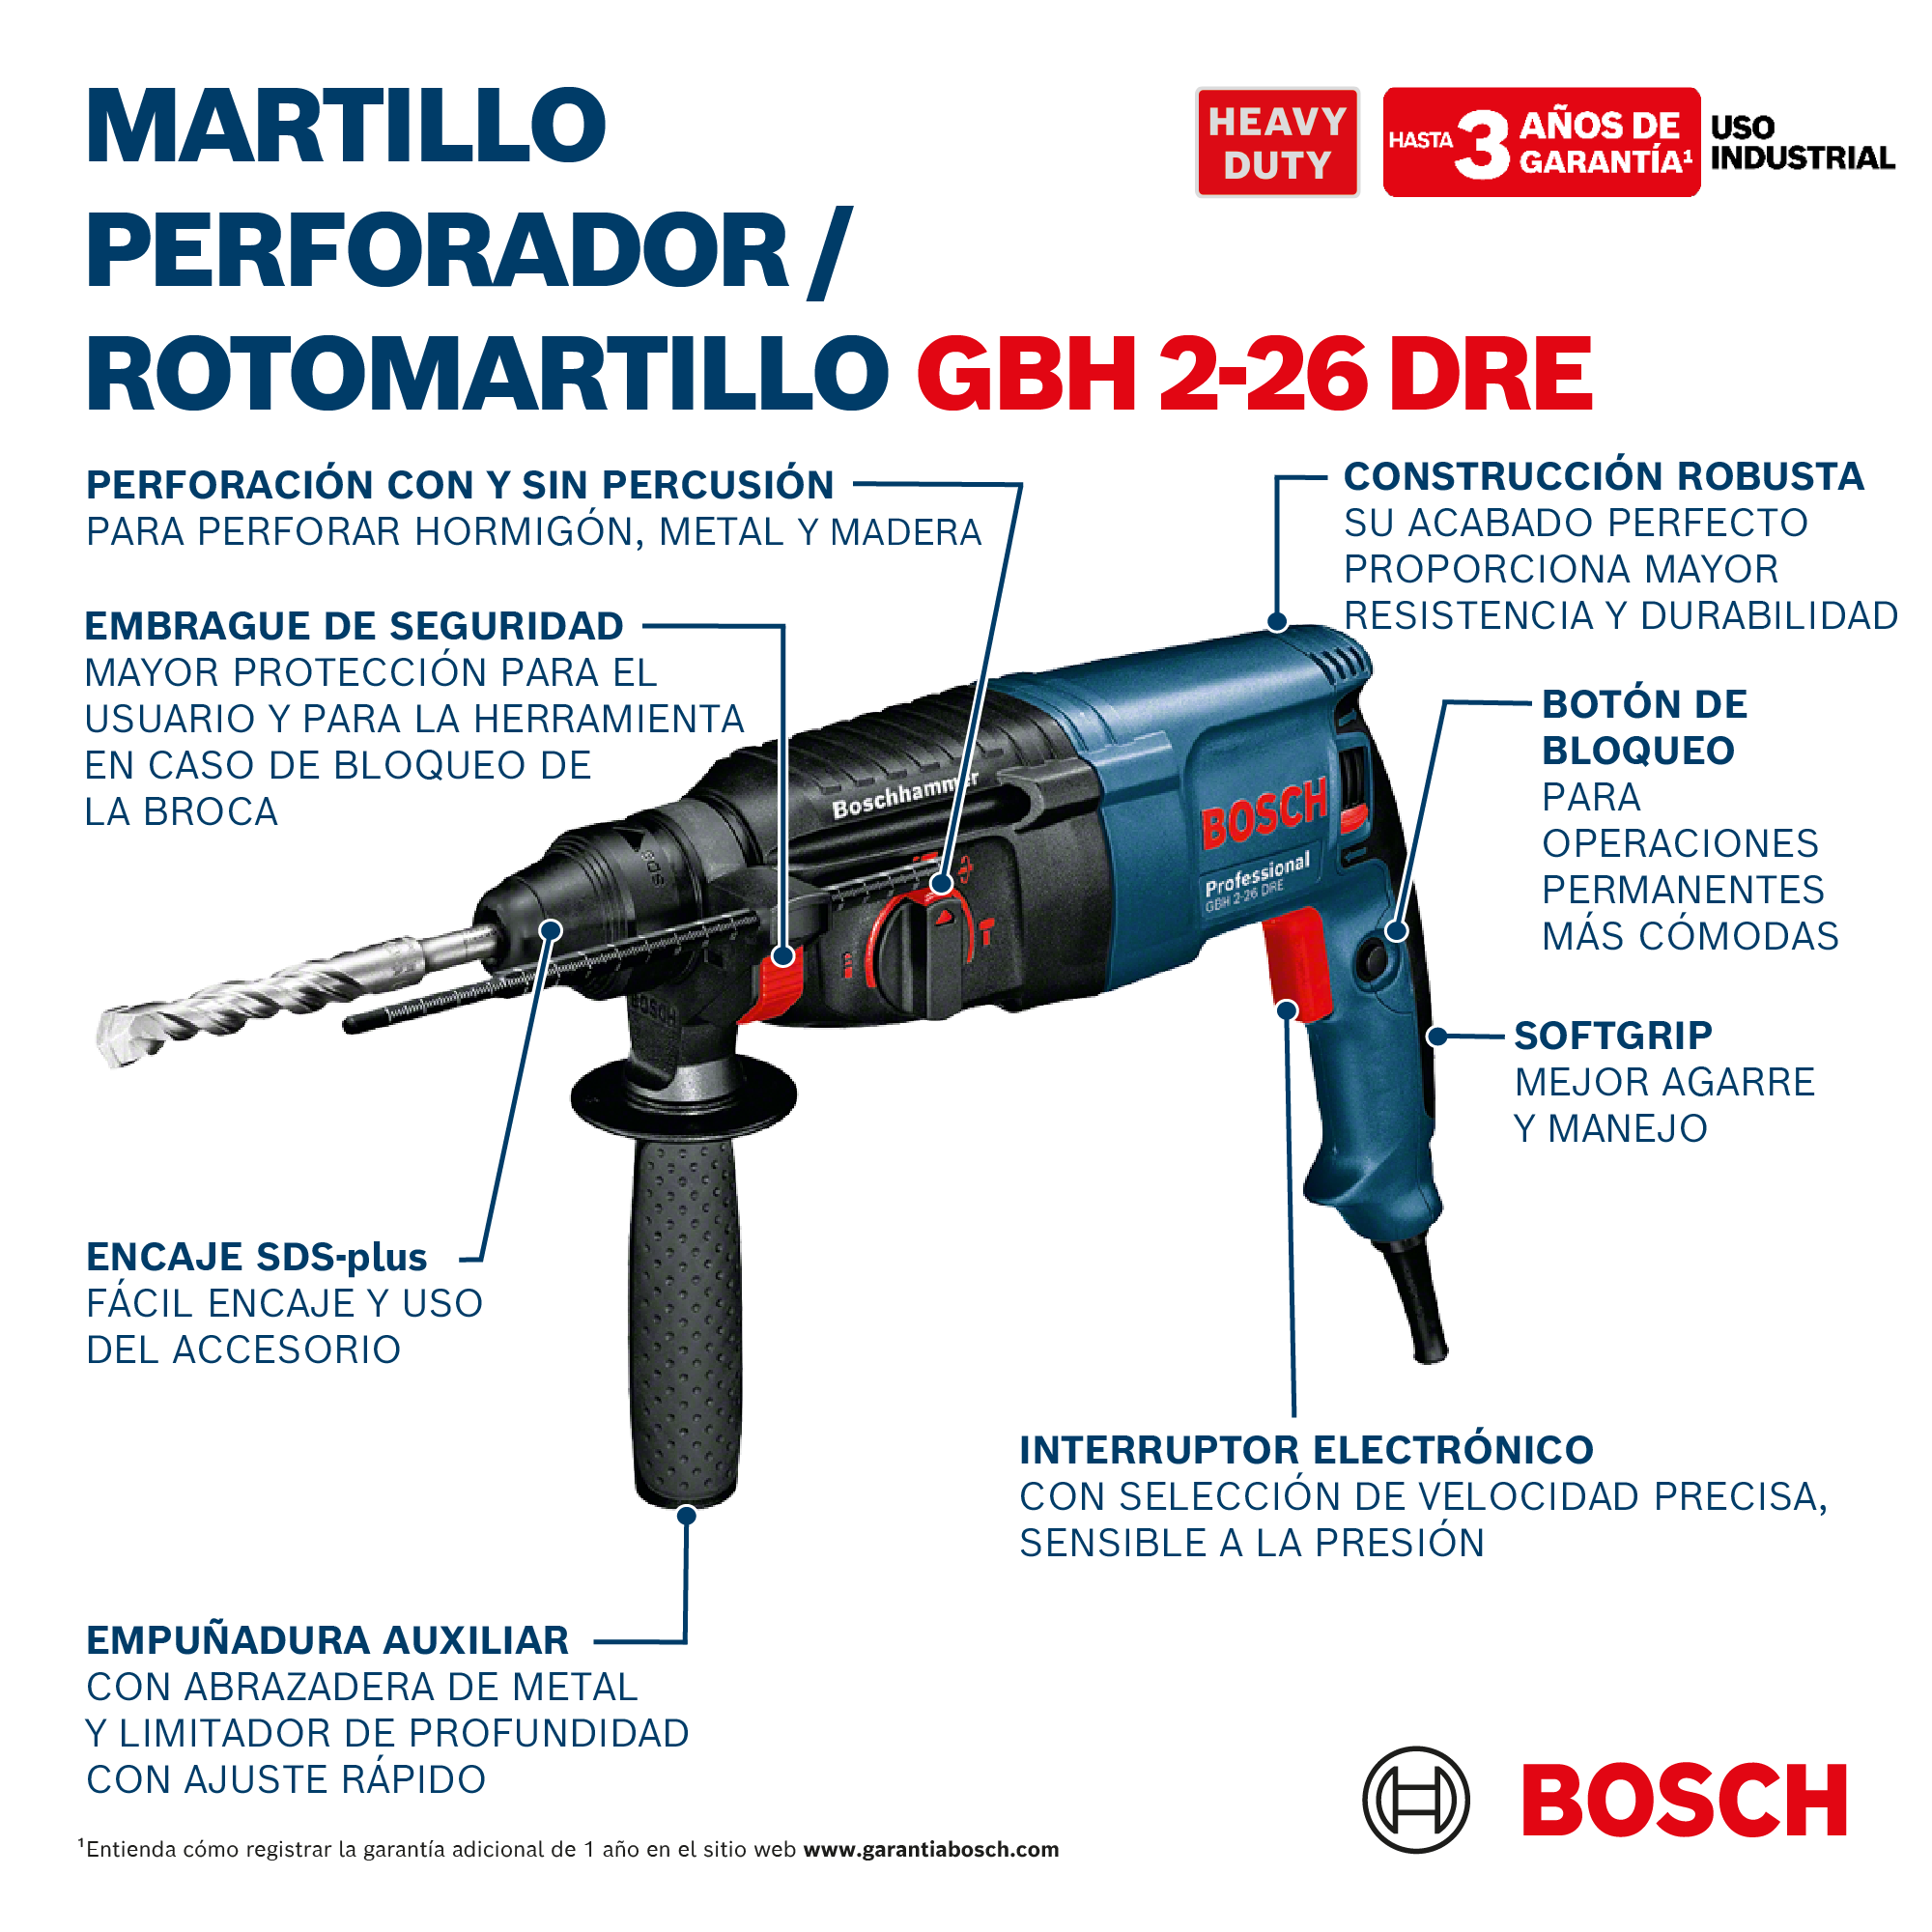 MARTILLO
PERFORADOR /
ROTOMARTILLO GBH 2-26 DRE
HEAVY
DUTY
HASTA 3 AÑOS DE
GARANTÍA¹
USO
INDUSTRIAL
PERFORACIÓN CON Y SIN PERCUSIÓN
PARA PERFORAR HORMIGÓN, METAL Y MADERA
EMBRAGUE DE SEGURIDAD
MAYOR PROTECCIÓN PARA EL
USUARIO Y PARA LA HERRAMIENTA
EN CASO DE BLOQUEO DE
LA BROCA
CONSTRUCCIÓN ROBUSTA
SU ACABADO PERFECTO
PROPORCIONA MAYOR
RESISTENCIA Y DURABILIDAD
BOTÓN DE
BLOQUEO
PARA
OPERACIONES
PERMANENTES
MÁS CÓMODAS
SOFTGRIP
MEJOR AGARRE
Y MANEJO
Boschhammer
SDS
BOSCH
Professional
GBH 2-26 DRE
BOSCH
ENCAJE SDS-plus
FÁCIL ENCAJE Y USO
DEL ACCESORIO
INTERRUPTOR ELECTRÓNICO
CON SELECCIÓN DE VELOCIDAD PRECISA,
SENSIBLE A LA PRESIÓN
EMPUÑADURA AUXILIAR
CON ABRAZADERA DE METAL
Y LIMITADOR DE PROFUNDIDAD
CON AJUSTE RÁPIDO
¹Entienda cómo registrar la garantía adicional de 1 año en el sitio web www.garantiabosch.com
BOSCH